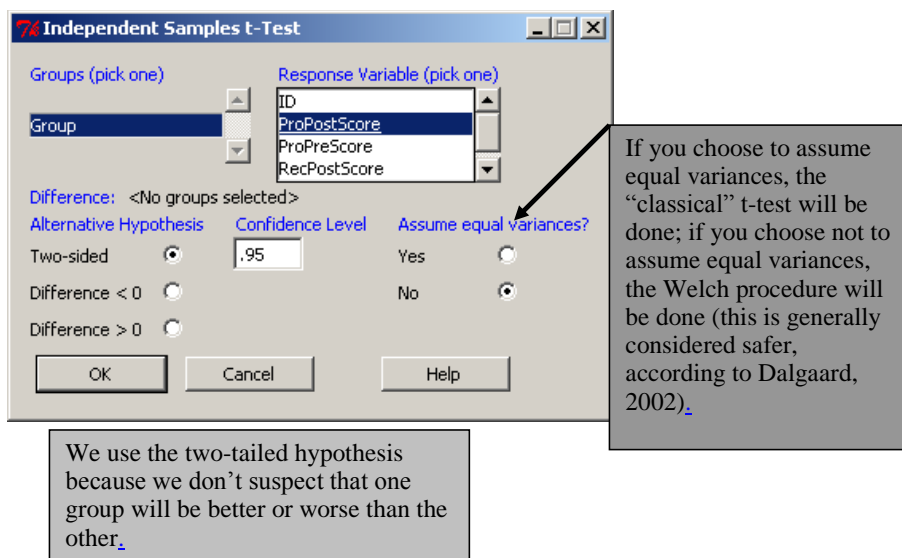 Independent Samples t-Test
Groups (pick one)
Response Variable (pick one)
Group
ID
ProPostScore
ProPreScore
RecPostScore
Difference: <No groups selected>
Alternative Hypothesis
Two-sided
Difference < 0
Difference > 0
Confidence Level
.95
Assume equal variances?
Yes
No
OK
Cancel
Help
If you choose to assume
equal variances, the
“classical” t-test will be
done; if you choose not to
assume equal variances,
the Welch procedure will
be done (this is generally
considered safer,
according to Dalgaard,
2002).
We use the two-tailed hypothesis
because we don’t suspect that one
group will be better or worse than the
other.